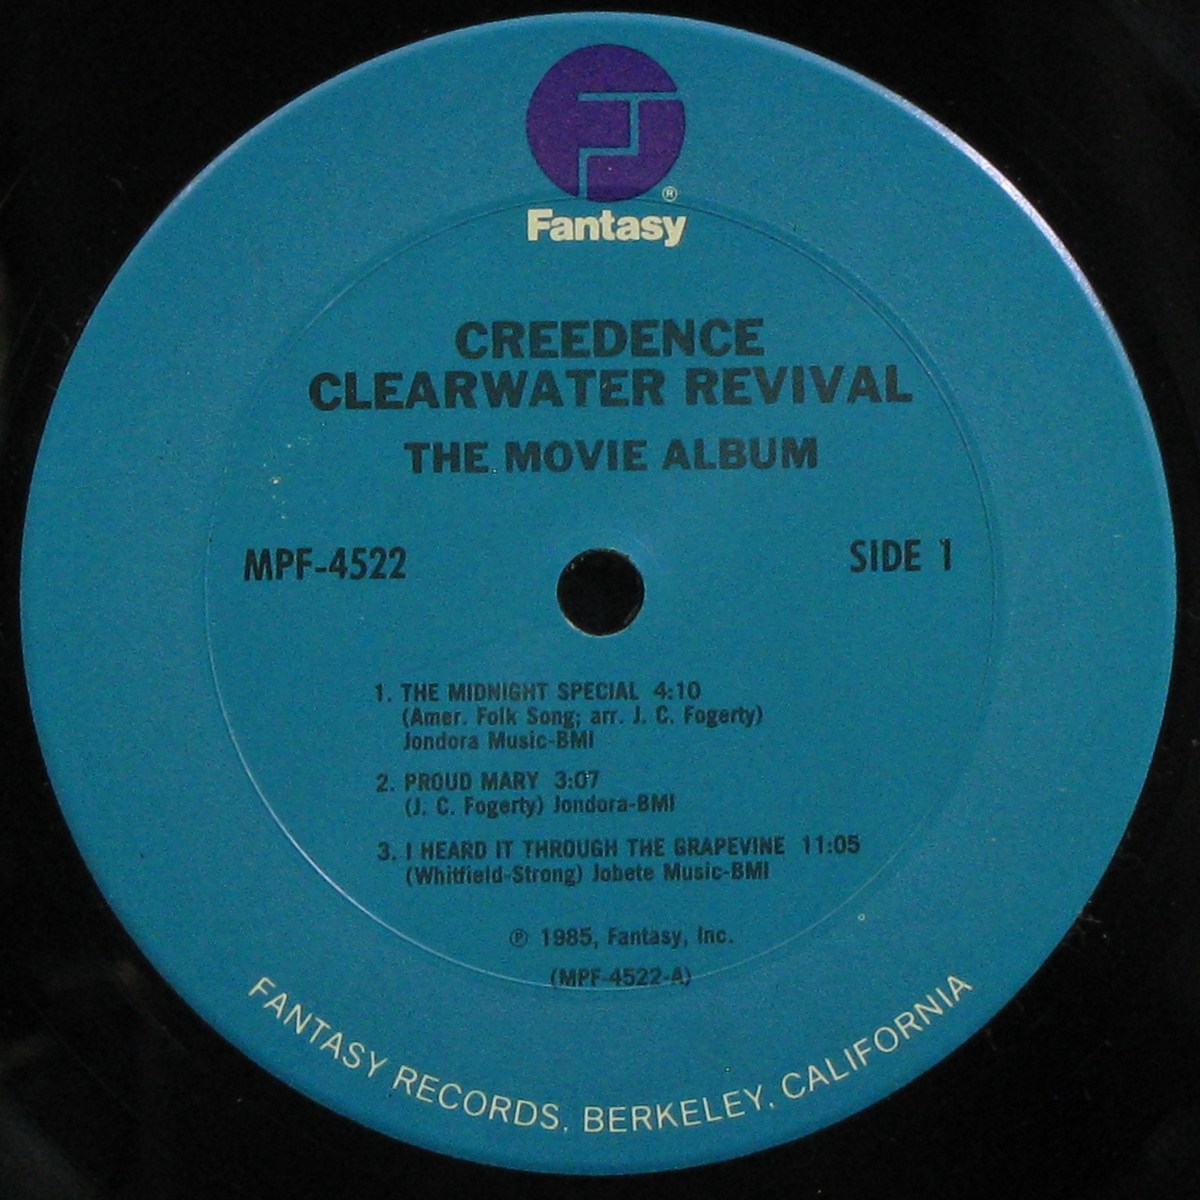 ®
Fantasy
CREEDENCE
CLEARWATER REVIVAL
THE MOVIE ALBUM
MPF-4522
SIDE 1
1. THE MIDNIGHT SPECIAL 4:10
(Amer. Folk Song; arr. J. C. Fogerty)
Jondora Music-BMI
2. PROUD MARY 3:07
(J. C. Fogerty) Jondora-BMI
3. I HEARD IT THROUGH THE GRAPEVINE 11:05
(Whitfield-Strong) Jobete Music-BMI
℗ 1985, Fantasy, Inc.
(MPF-4522-A)
FANTASY RECORDS, BERKELEY, CALIFORNIA